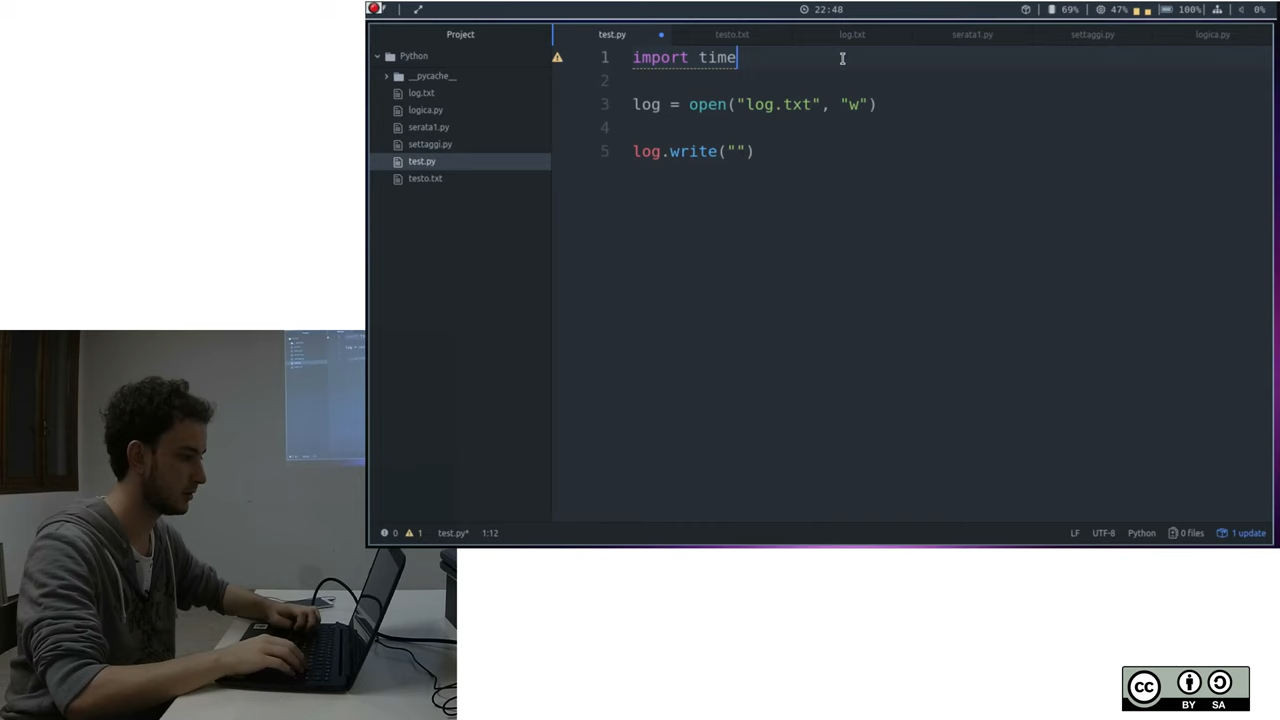 22:48
69%
47%
100%
0%
Project
test.py
testo.txt
log.txt
serata1.py
settaggi.py
logica.py
Python
__pycache__
log.txt
logica.py
serata1.py
settaggi.py
test.py
testo.txt
1 import time
2
3 log = open("log.txt", "w")
4
5 log.write("")
0 1 test.py* 1:12 LF UTF-8 Python 0 files 1 update
cc
BY SA